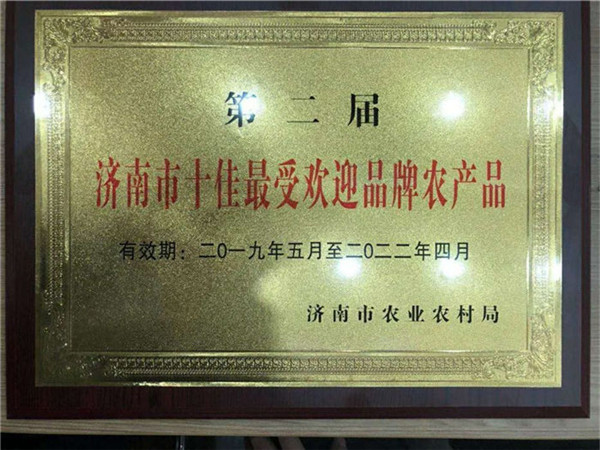 第二届
济南市十佳最受欢迎品牌农产品
有效期：二0一九年五月至二0二二年四月
济南市农业农村局